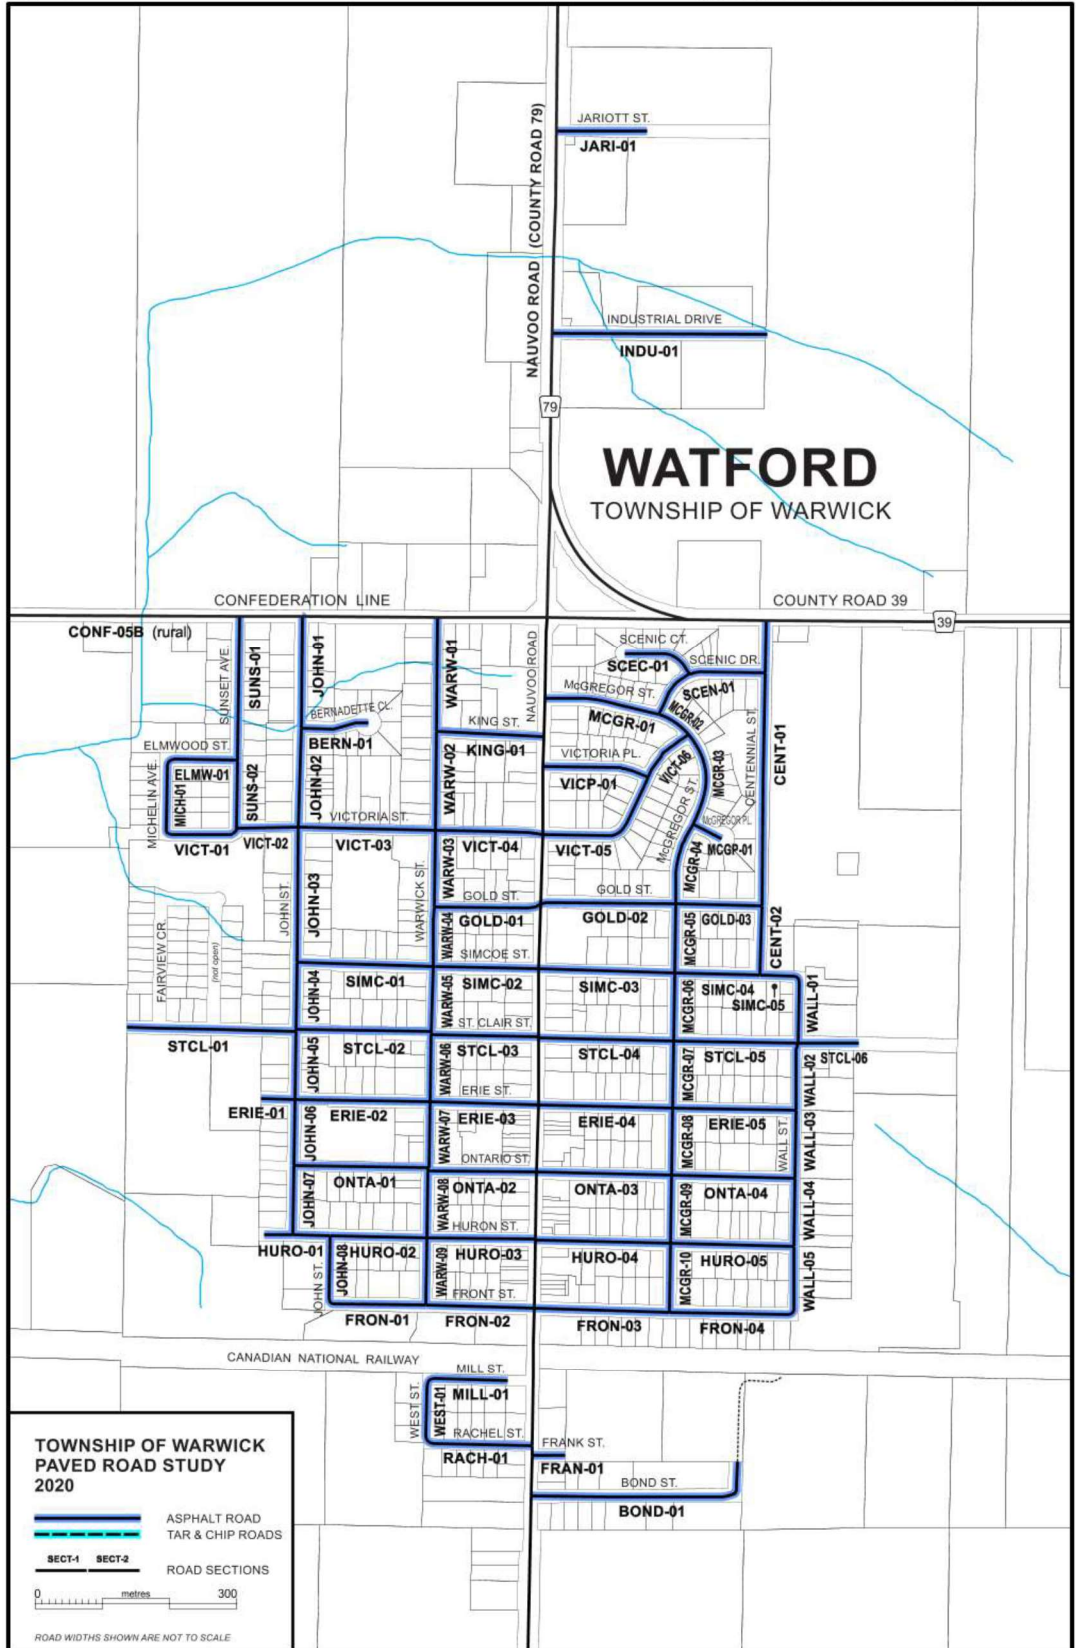 JARIOTT ST.
JARI-01
NAUVOO ROAD (COUNTY ROAD 79)
INDUSTRIAL DRIVE
INDU-01
79
WATFORD
TOWNSHIP OF WARWICK
CONFEDERATION LINE
COUNTY ROAD 39
39
CONF-05B (rural)
SUNSET AVE.
SUNS-01
JOHN-01
WARW-01
NAUVOO ROAD
SCENIC CT.
SCEC-01
SCENIC DR.
McGREGOR ST.
SCEN-01
MCGR-02
MCGR-01
BERNADETTE CL.
BERN-01
KING ST.
KING-01
ELMWOOD ST.
ELMW-01
MICHELIN AVE.
MICH-01
SUNS-02
JOHN-02
WARW-02
VICTORIA PL.
VICP-01
VICT-06
MCGR-03
CENTENNIAL ST.
CENT-01
VICTORIA ST.
McGREGOR ST.
McGREGOR PL.
MCGP-01
VICT-01
VICT-02
VICT-03
WARW-03
VICT-04
VICT-05
MCGR-04
JOHN ST.
JOHN-03
WARWICK ST.
GOLD ST.
GOLD ST.
WARW-04
GOLD-01
GOLD-02
MCGR-05
GOLD-03
CENT-02
FAIRVIEW CR.
(not open)
SIMCOE ST.
JOHN-04
SIMC-01
WARW-05
SIMC-02
SIMC-03
MCGR-06
SIMC-04
SIMC-05
WALL-01
ST. CLAIR ST.
STCL-01
JOHN-05
STCL-02
WARW-06
STCL-03
STCL-04
MCGR-07
STCL-05
WALL-02
STCL-06
ERIE ST.
ERIE-01
JOHN-06
ERIE-02
WARW-07
ERIE-03
ERIE-04
MCGR-08
ERIE-05
WALL ST.
WALL-03
ONTARIO ST.
JOHN-07
ONTA-01
WARW-08
ONTA-02
ONTA-03
MCGR-09
ONTA-04
WALL-04
HURON ST.
HURO-01
JOHN ST.
JOHN-08
HURO-02
WARW-09
HURO-03
HURO-04
MCGR-10
HURO-05
WALL-05
FRONT ST.
FRON-01
FRON-02
FRON-03
FRON-04
CANADIAN NATIONAL RAILWAY
MILL ST.
WEST ST.
WEST-01
MILL-01
RACHEL ST.
RACH-01
FRANK ST.
FRAN-01
BOND ST.
BOND-01
TOWNSHIP OF WARWICK
PAVED ROAD STUDY
2020
ASPHALT ROAD
TAR & CHIP ROADS
SECT-1 SECT-2
ROAD SECTIONS
0 metres 300
ROAD WIDTHS SHOWN ARE NOT TO SCALE